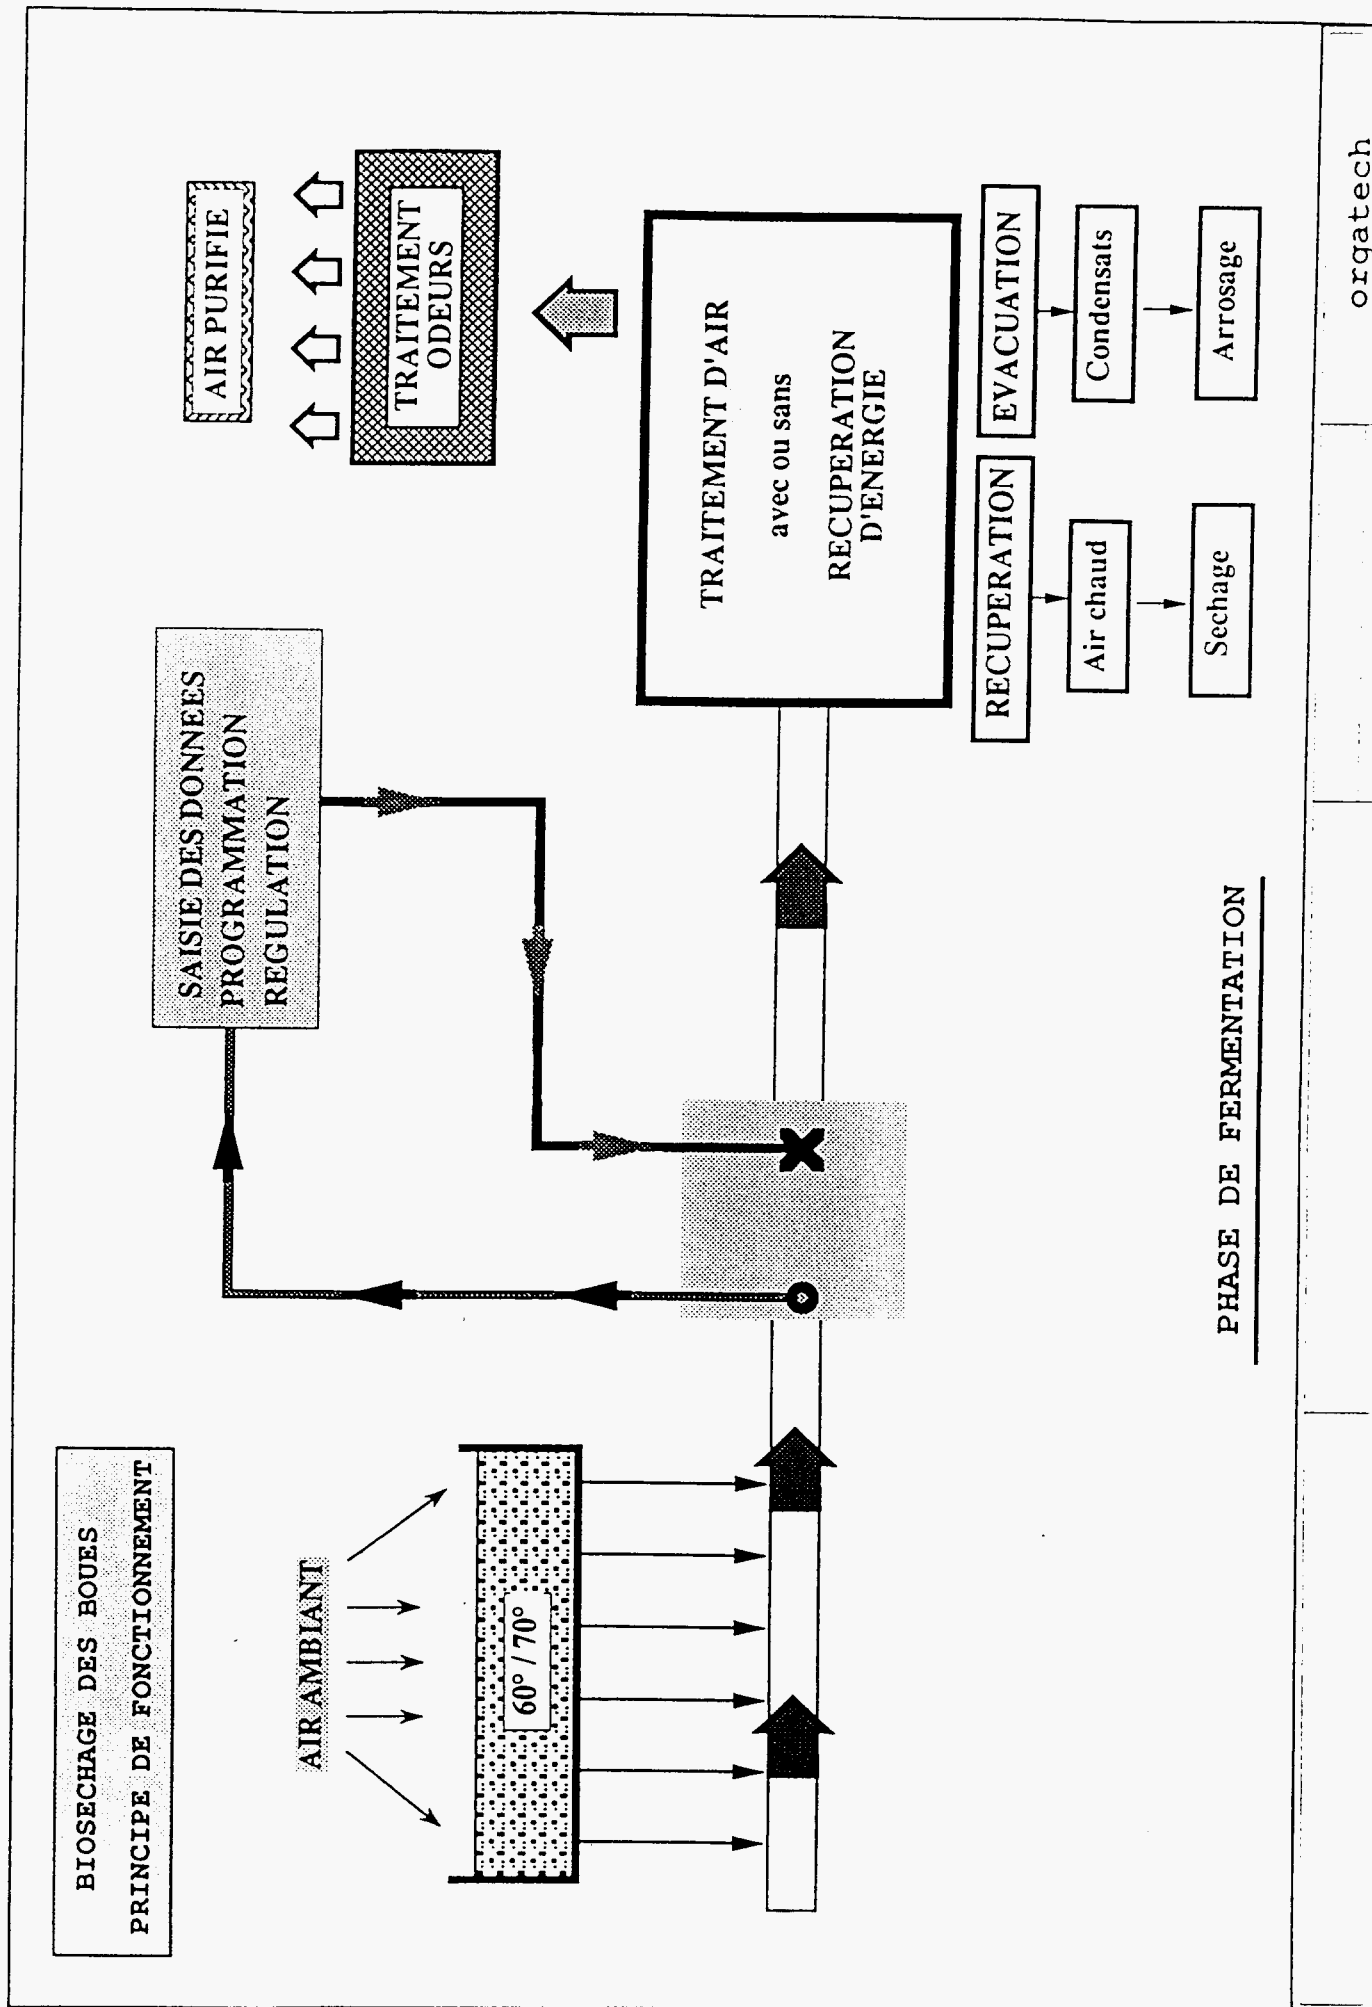 BIOSECHAGE DES BOUES
PRINCIPE DE FONCTIONNEMENT
AIR AMBIANT
60° / 70°
SAISIE DES DONNEES
PROGRAMMATION
REGULATION
AIR PURIFIE
TRAITEMENT
ODEURS
TRAITEMENT D'AIR
avec ou sans
RECUPERATION
D'ENERGIE
RECUPERATION
Air chaud
Sechage
EVACUATION
Condensats
Arrosage
PHASE DE FERMENTATION
orgatech